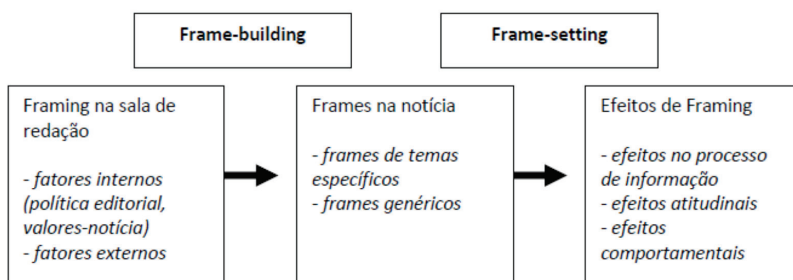 Frame-building
Frame-setting
Framing na sala de
redação
- fatores internos
(política editorial,
valores-notícia)
- fatores externos
Frames na notícia
- frames de temas
específicos
- frames genéricos
Efeitos de Framing
- efeitos no processo
de informação
- efeitos atitudinais
- efeitos
comportamentais